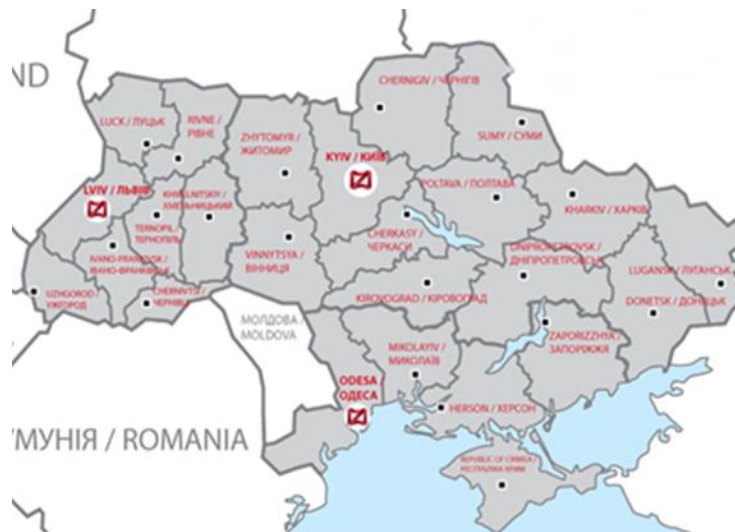 ND
CHERNIGIV / ЧЕРНІГІВ
LUCK / ЛУЦЬК
RIVNE /
РІВНЕ
ZHYTOMYR /
ЖИТОМИР
SUMY / СУМИ
KYIV / КИЇВ
LVIV / ЛЬВІВ
POLTAVA / ПОЛТАВА
KHARKIV / ХАРКІВ
ХМЕЛЬНИЦЬКИЙ
TERNOPIL /
ТЕРНОПІЛЬ
CHERKASY /
ЧЕРКАСИ
VINNYTSYA /
ВІННИЦЯ
ДНІПРОПЕТРОВСЬК
IVANO-FRANKIVSK /
ІВАНО-ФРАНКІВСЬК
LUGANSK / ЛУГАНСЬК
UZHGOROD /
УЖГОРОД
CHERNIVTSI /
ЧЕРНІВЦІ
KIROVOGRAD / КІРОВОГРАД
DONETSK / ДОНЕЦЬК
МОЛДОВА /
MOLDOVA
ZAPORIZZHYA /
ЗАПОРІЖЖЯ
MIKOLAYIV /
МИКОЛАЇВ
ODESA /
ОДЕСА
HERSON / ХЕРСОН
УМУНІЯ / ROMANIA
REPUBLIC OF CRIMEA /
РЕСПУБЛІКА КРИМ